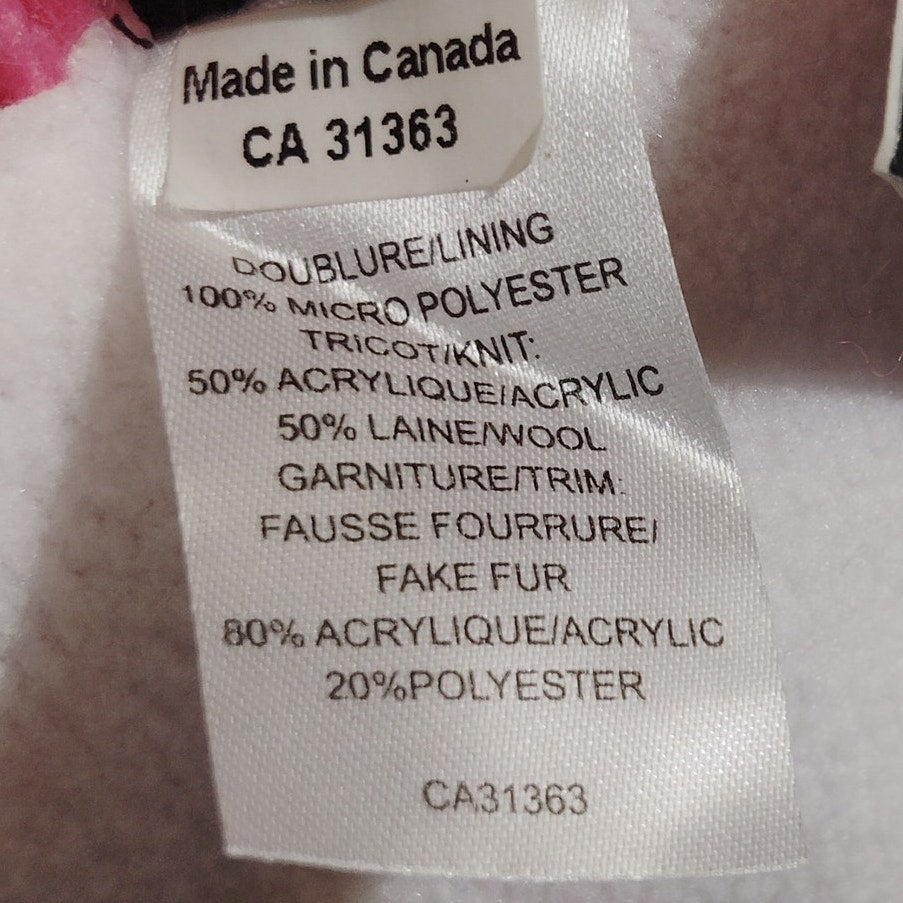 Made in Canada
CA 31363
DOUBLURE/LINING
100% MICRO POLYESTER
TRICOT/KNIT:
50% ACRYLIQUE/ACRYLIC
50% LAINE/WOOL
GARNITURE/TRIM:
FAUSSE FOURRURE/
FAKE FUR
80% ACRYLIQUE/ACRYLIC
20%POLYESTER
CA31363